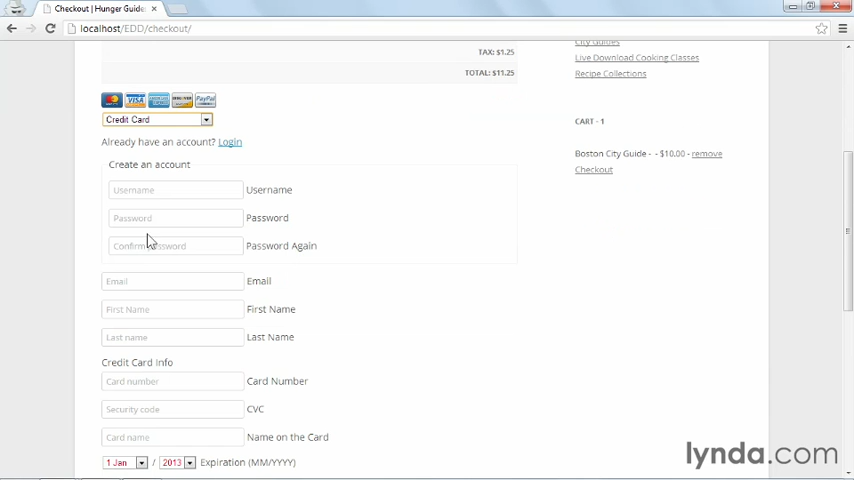 Checkout | Hunger Guide
localhost/EDD/checkout/
City Guides
Live Download Cooking Classes
Recipe Collections
TAX: $1.25
TOTAL: $11.25
VISA
PayPal
Credit Card
Already have an account? Login
CART - 1
Boston City Guide - - $10.00 - remove
Checkout
Create an account
Username Username
Password Password
Confirm Password Password Again
Email Email
First Name First Name
Last name Last Name
Credit Card Info
Card number Card Number
Security code CVC
Card name Name on the Card
1 Jan / 2013 Expiration (MM/YYYY)
lynda.com